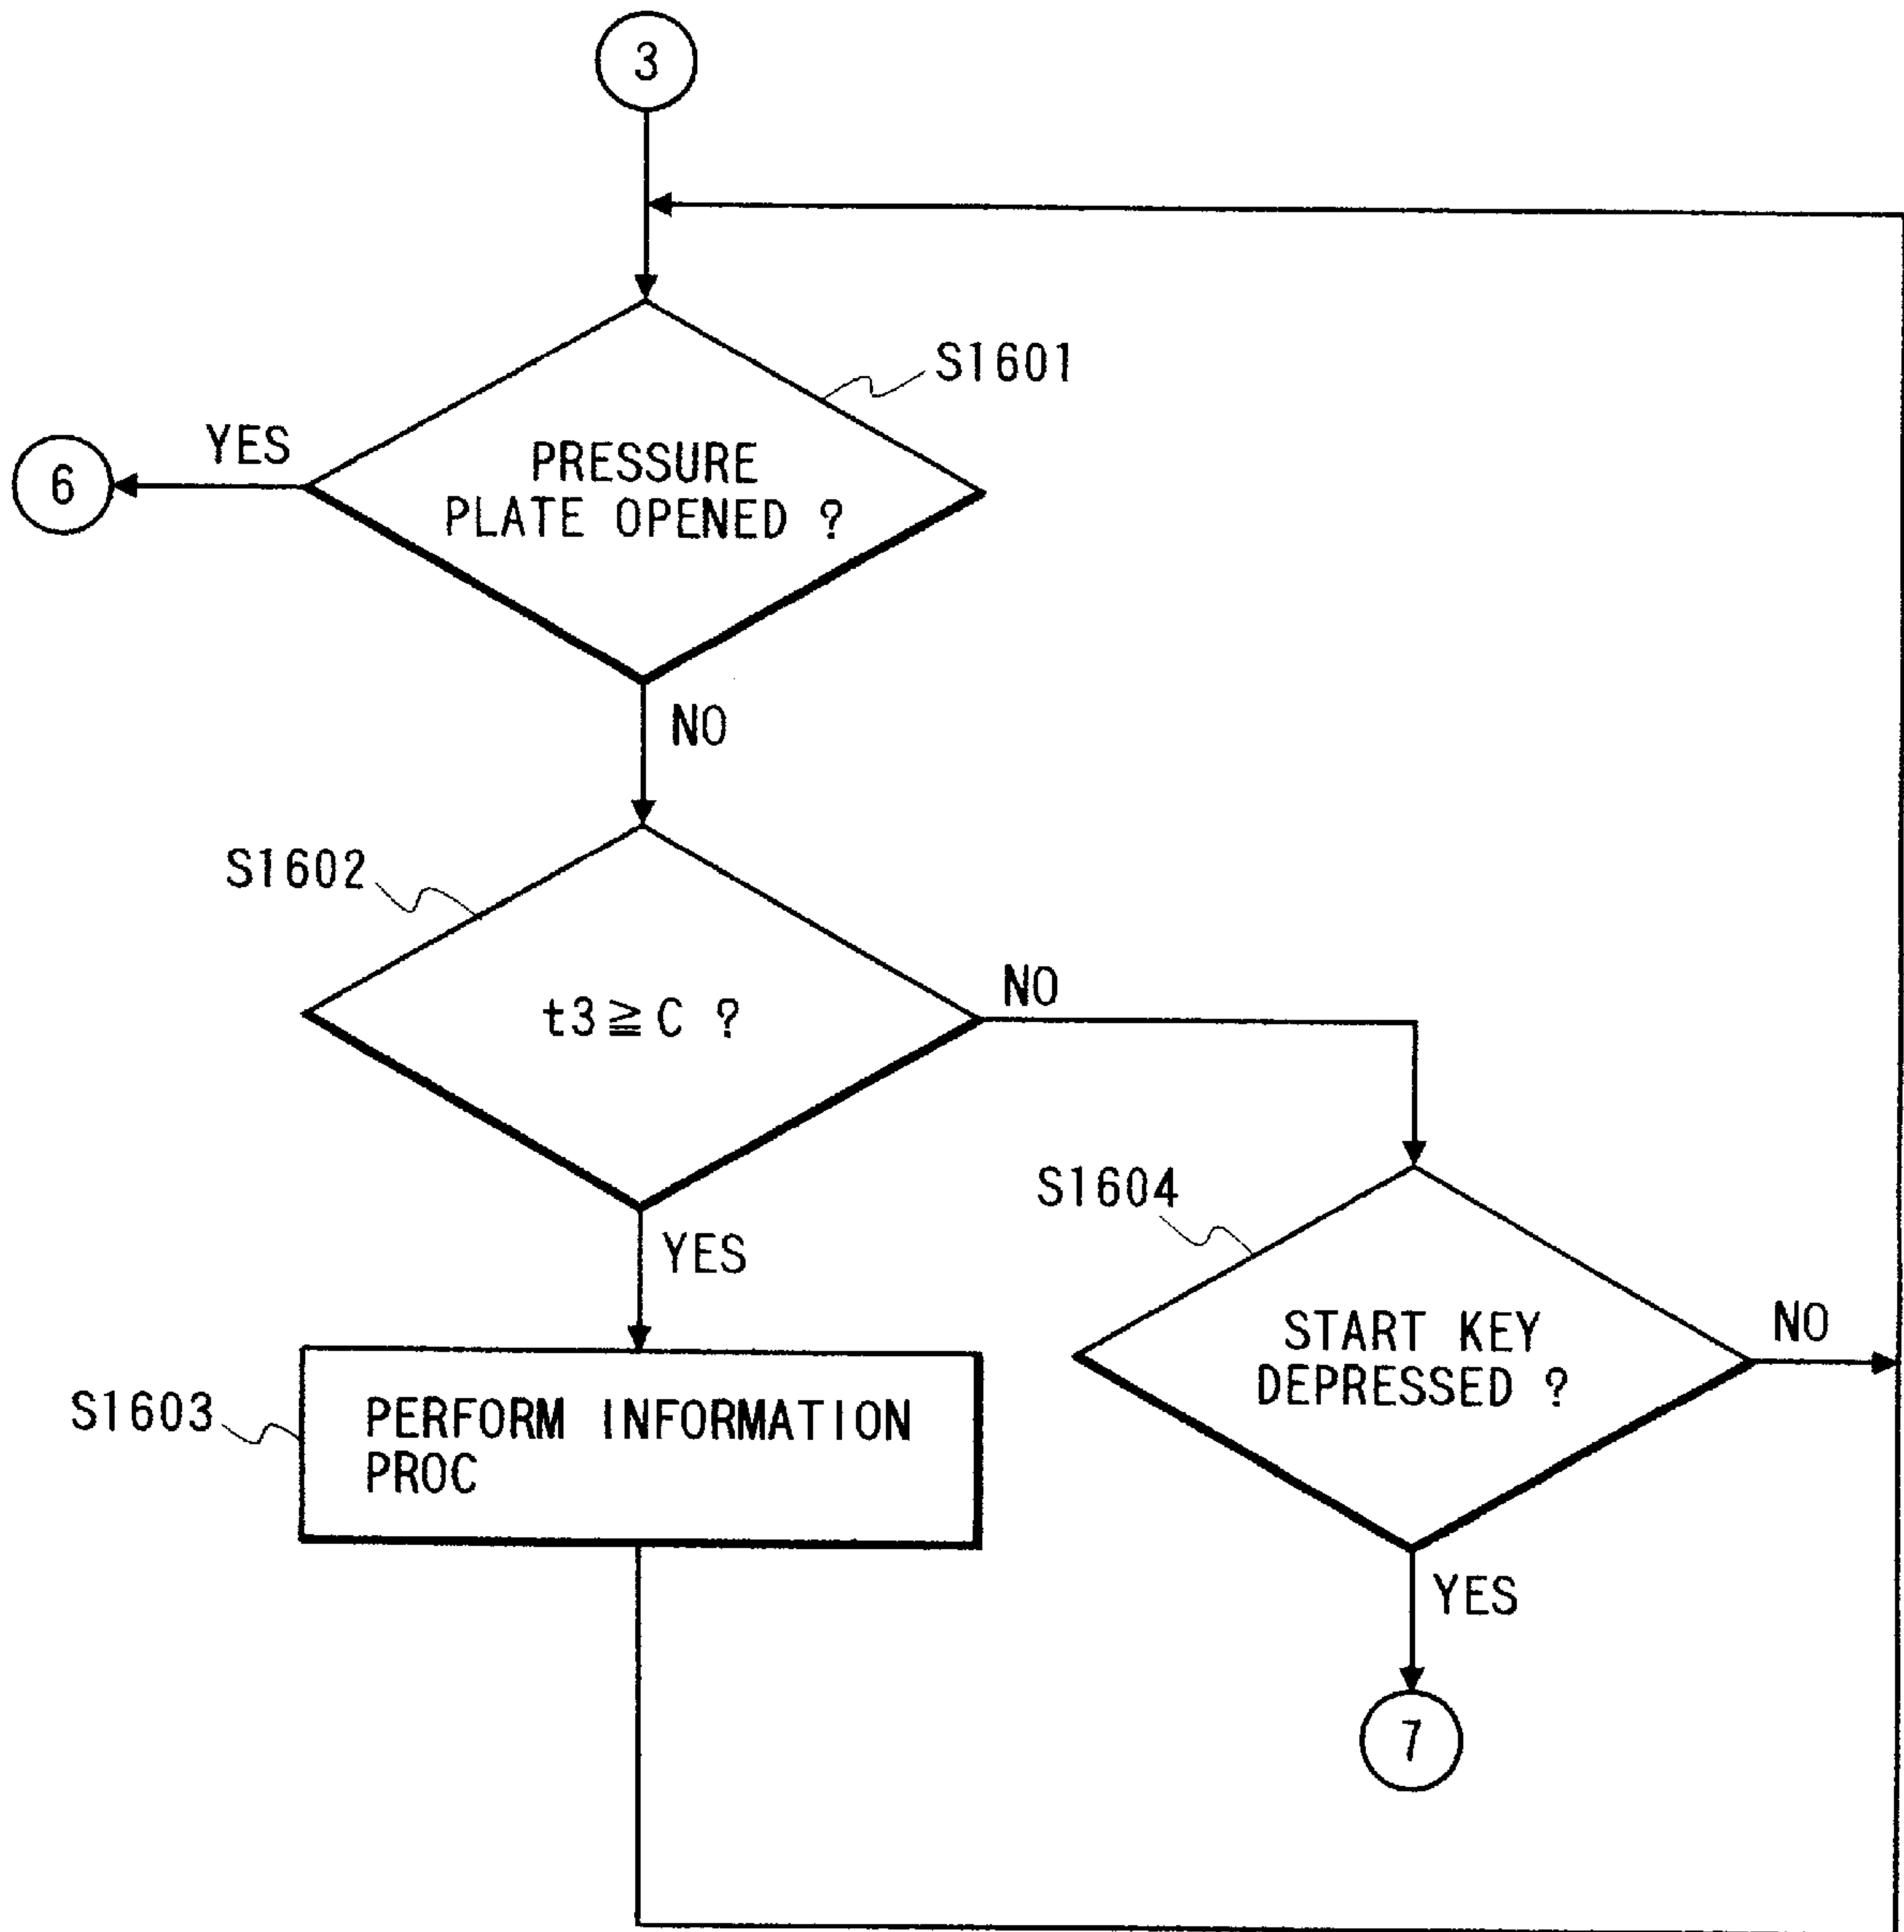 3
S1601
YES
6
PRESSURE
PLATE OPENED ?
NO
S1602
NO
t3≧C ?
S1604
YES
START KEY
DEPRESSED ?
NO
S1603
PERFORM INFORMATION
PROC
YES
7